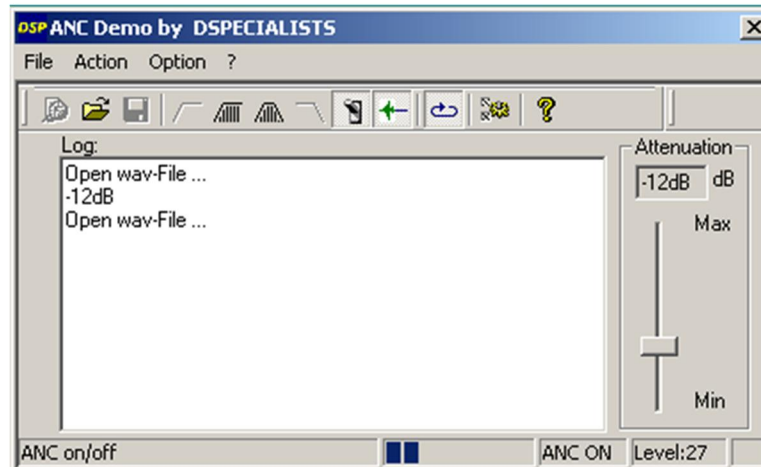 DSP ANC Demo by DSPECIALISTS
File Action Option ?
Log:
Open wav-File ...
-12dB
Open wav-File ...
Attenuation
-12dB dB
Max
Min
ANC on/off ANC ON Level:27